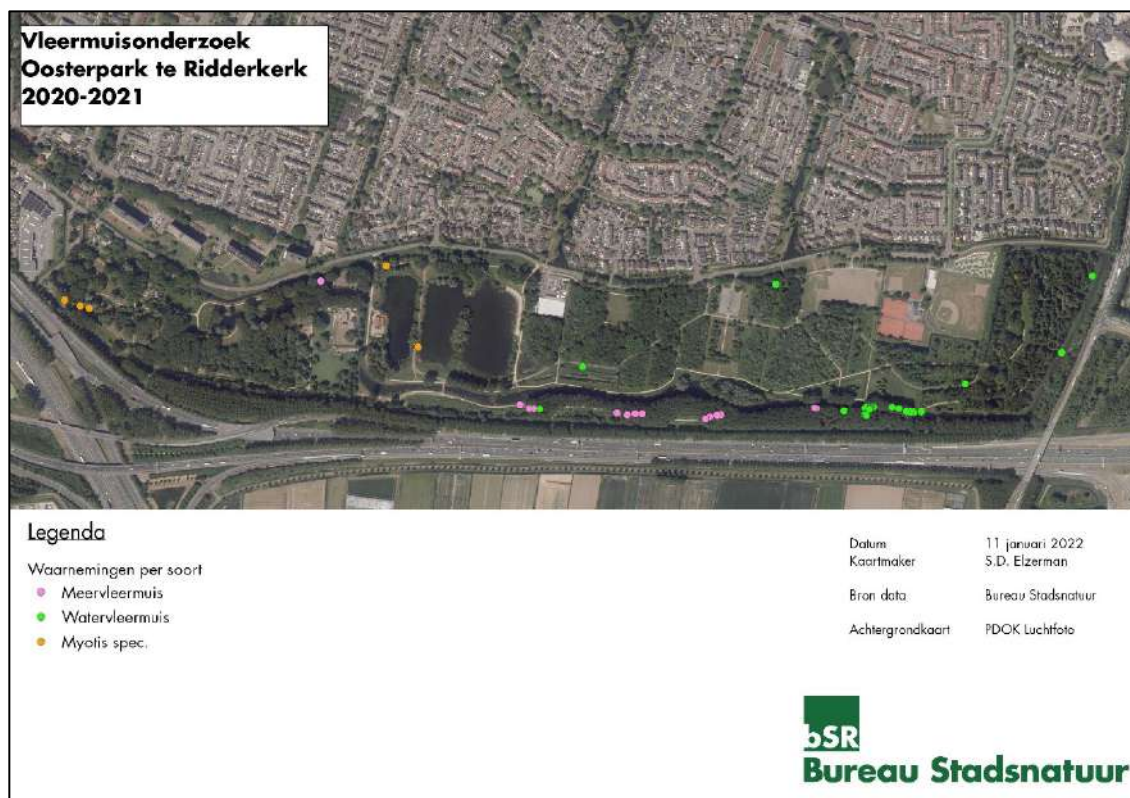 Vleermuisonderzoek
Oosterpark te Ridderkerk
2020-2021
Legenda
Waarnemingen per soort
Meervleermuis
Watervleermuis
Myotis spec.
Datum 11 januari 2022
Kaartmaker S.D. Elzerman
Bron data Bureau Stadsnatuur
Achtergrondkaart PDOK Luchtfoto
bSR
Bureau Stadsnatuur